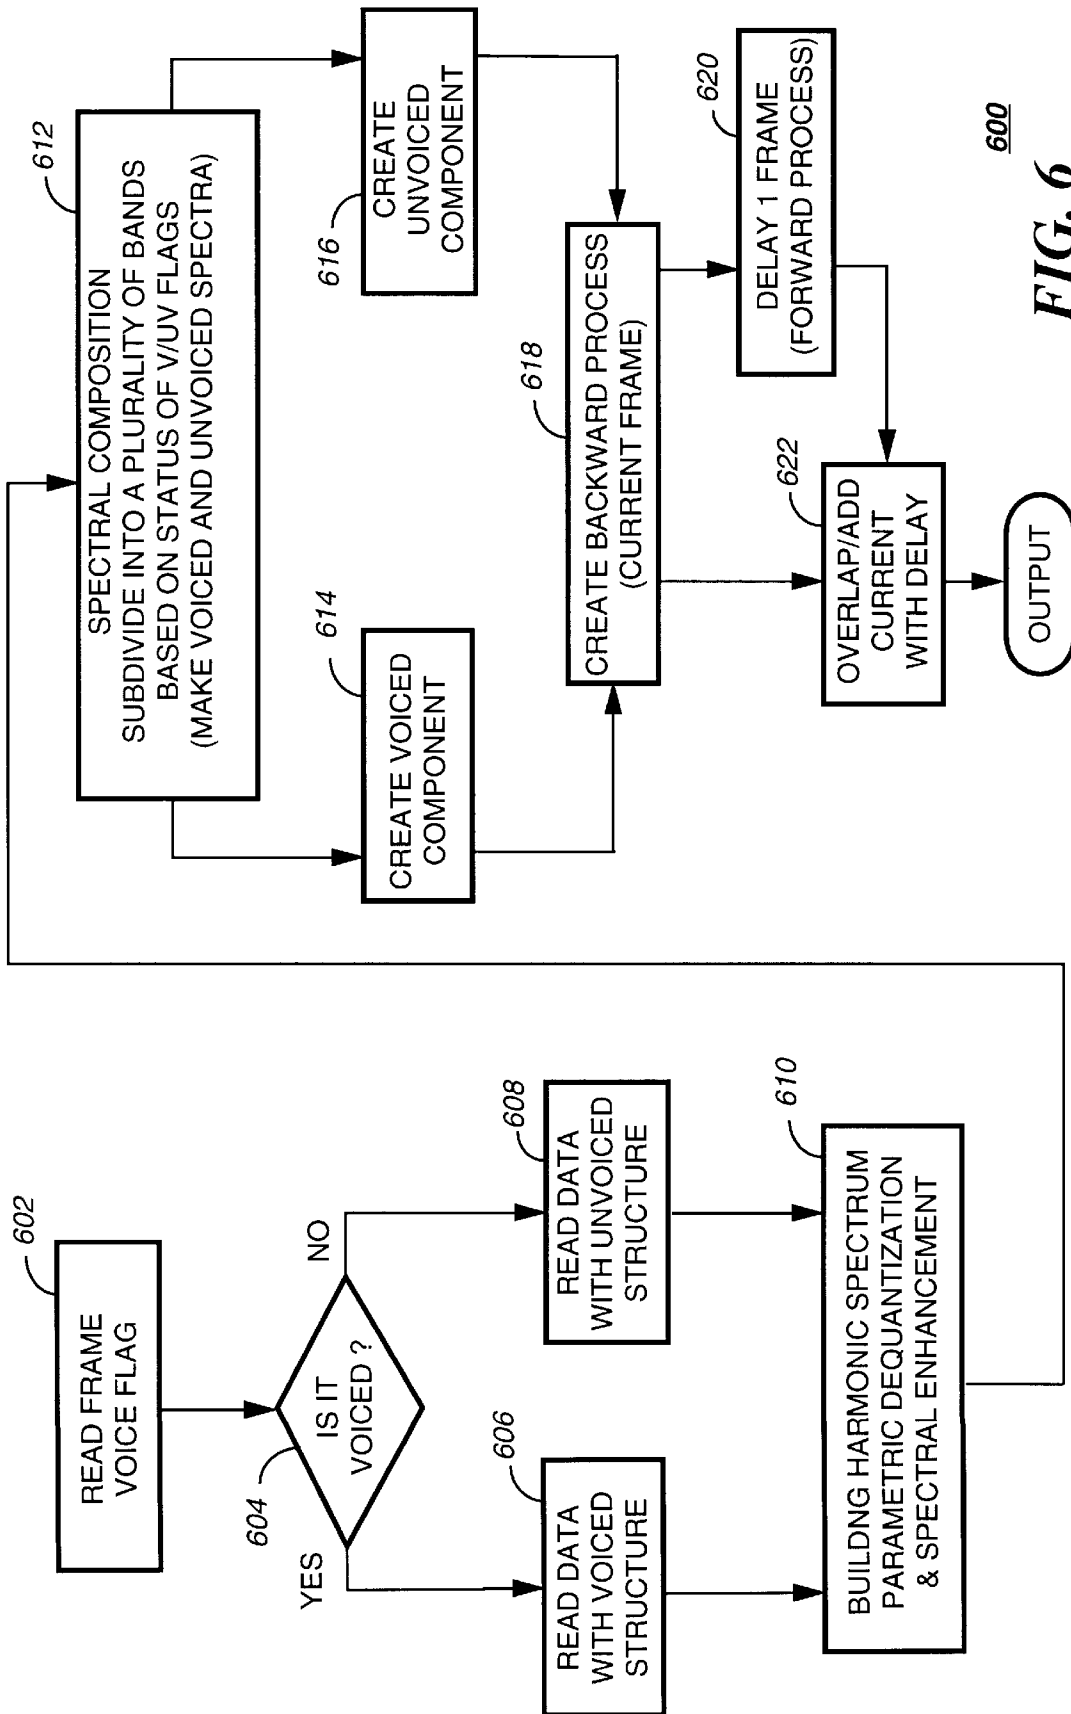 602
READ FRAME
VOICE FLAG
604
IS IT
VOICED ?
YES
NO
606
READ DATA
WITH VOICED
STRUCTURE
608
READ DATA
WITH UNVOICED
STRUCTURE
610
BUILDNG HARMONIC SPECTRUM
PARAMETRIC DEQUANTIZATION
& SPECTRAL ENHANCEMENT
612
SPECTRAL COMPOSITION
SUBDIVIDE INTO A PLURALITY OF BANDS
BASED ON STATUS OF V/UV FLAGS
(MAKE VOICED AND UNVOICED SPECTRA)
614
CREATE VOICED
COMPONENT
616
CREATE
UNVOICED
COMPONENT
618
CREATE BACKWARD PROCESS
(CURRENT FRAME)
620
DELAY 1 FRAME
(FORWARD PROCESS)
622
OVERLAP/ADD
CURRENT
WITH DELAY
OUTPUT
600
FIG. 6